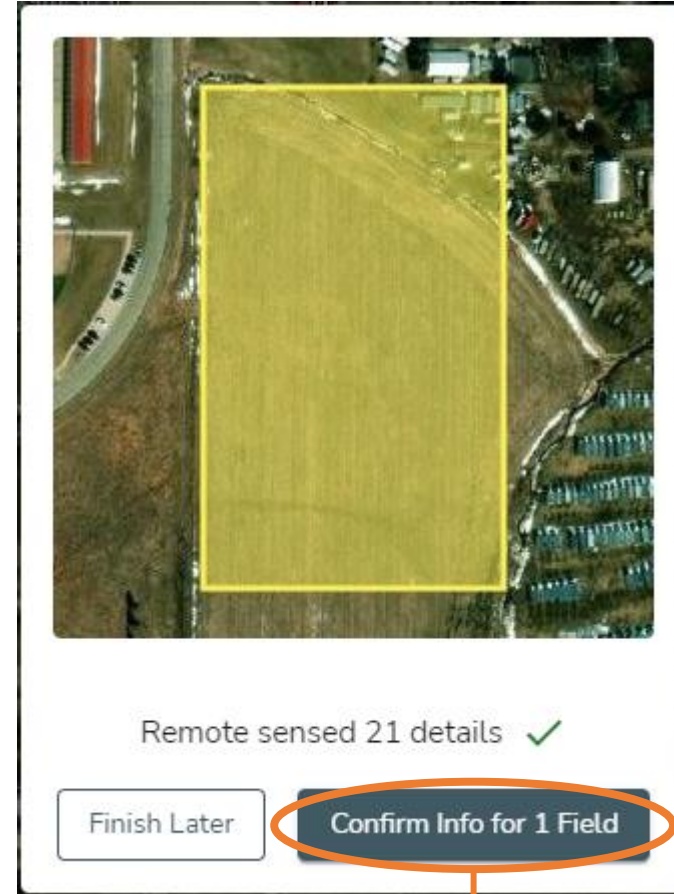 Remote sensed 21 details
Finish Later
Confirm Info for 1 Field